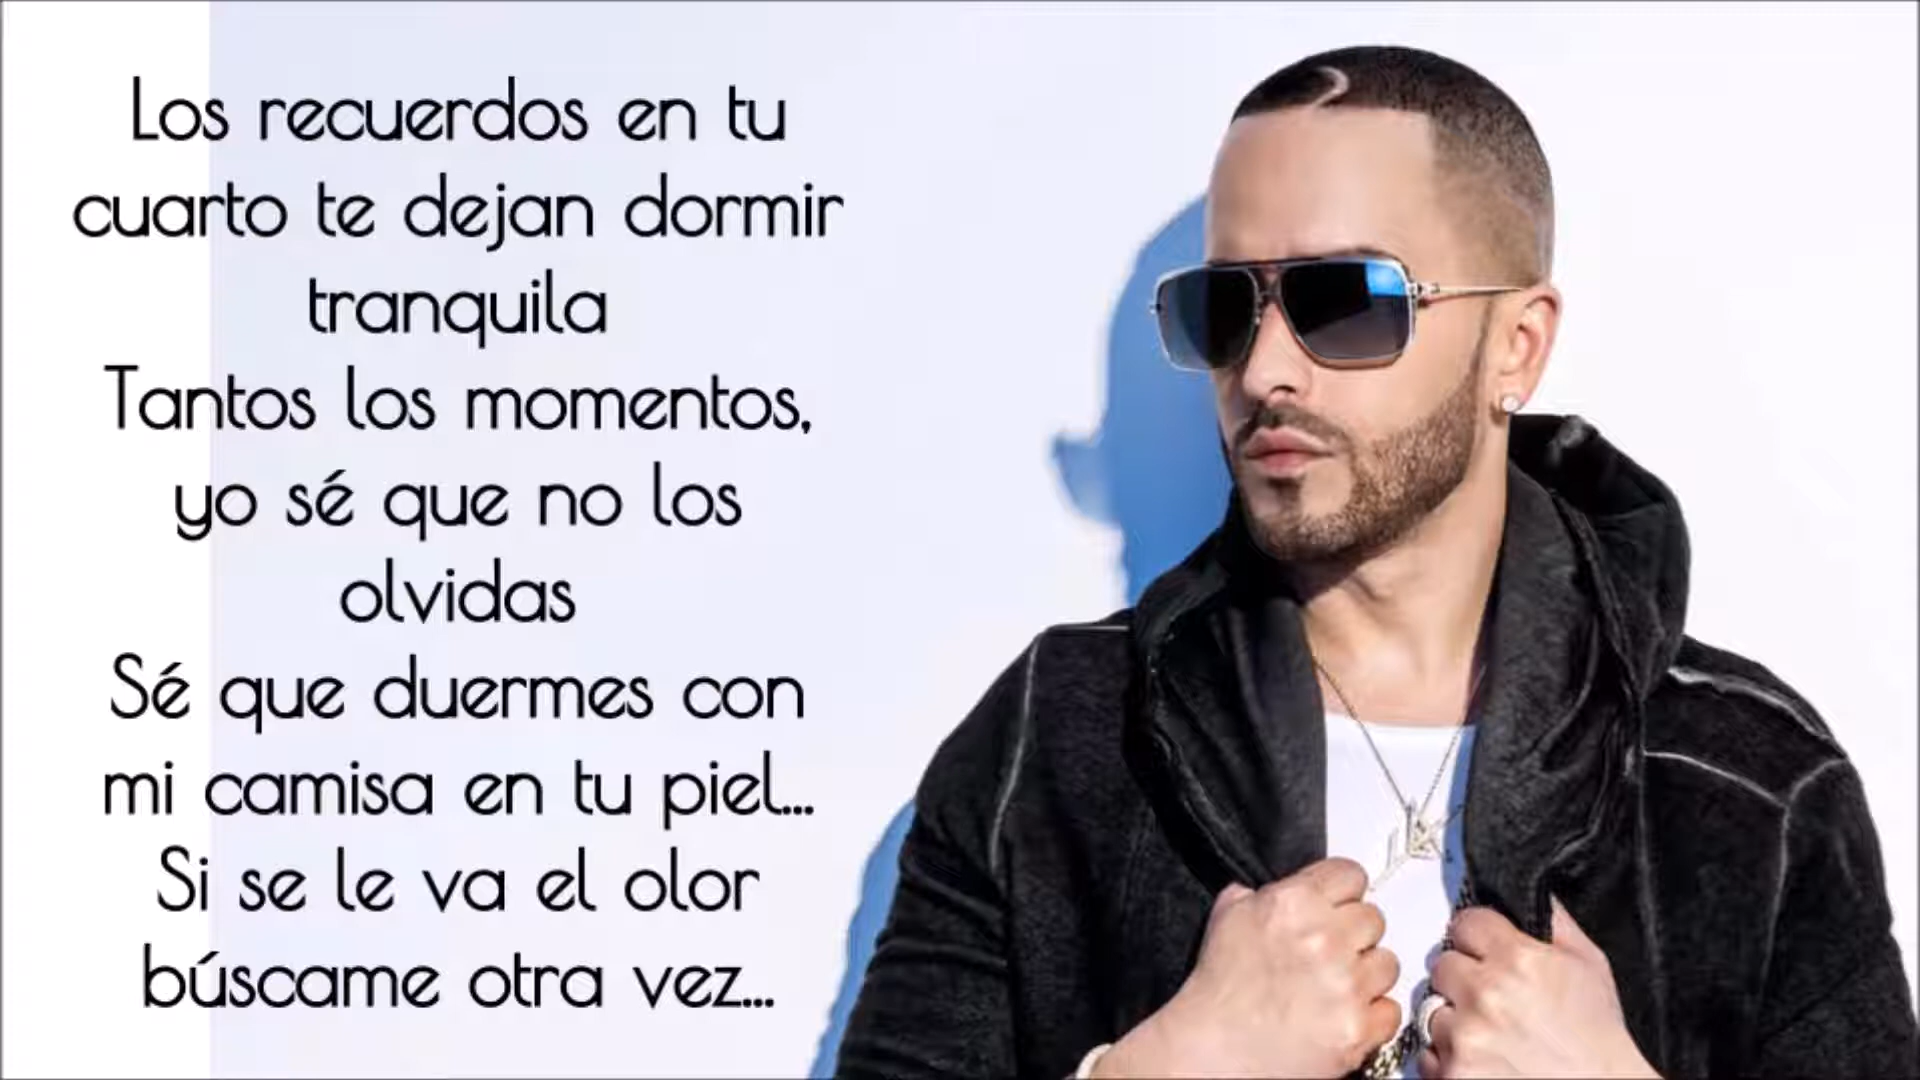 Los recuerdos en tu
cuarto te dejan dormir
tranquila
Tantos los momentos,
yo sé que no los
olvidas
Sé que duermes con
mi camisa en tu piel...
Si se le va el olor
búscame otra vez...